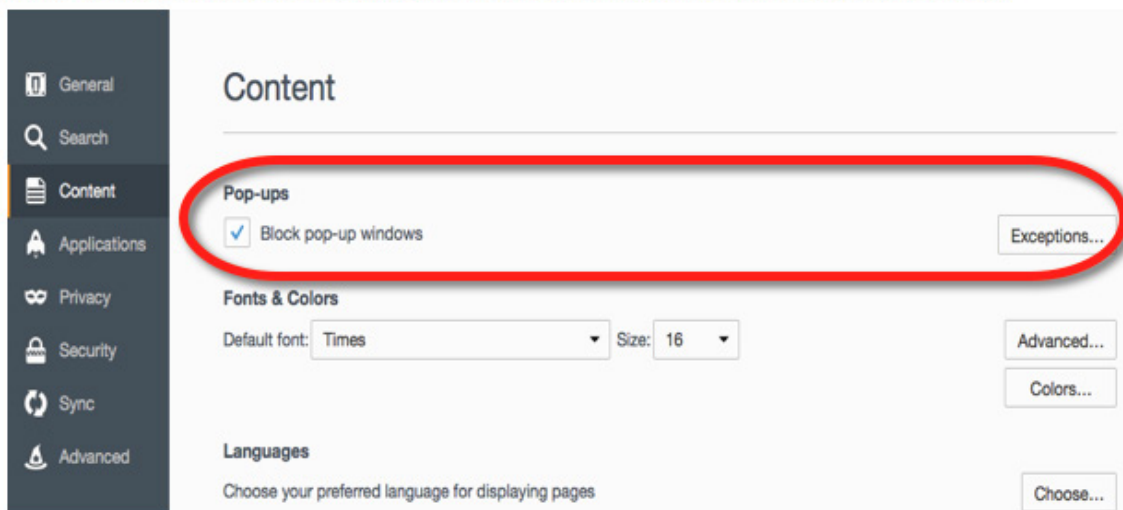 General
Search
Content
Applications
Privacy
Security
Sync
Advanced
Content
Pop-ups
Block pop-up windows
Exceptions...
Fonts & Colors
Default font: Times Size: 16
Advanced...
Colors...
Languages
Choose your preferred language for displaying pages
Choose...